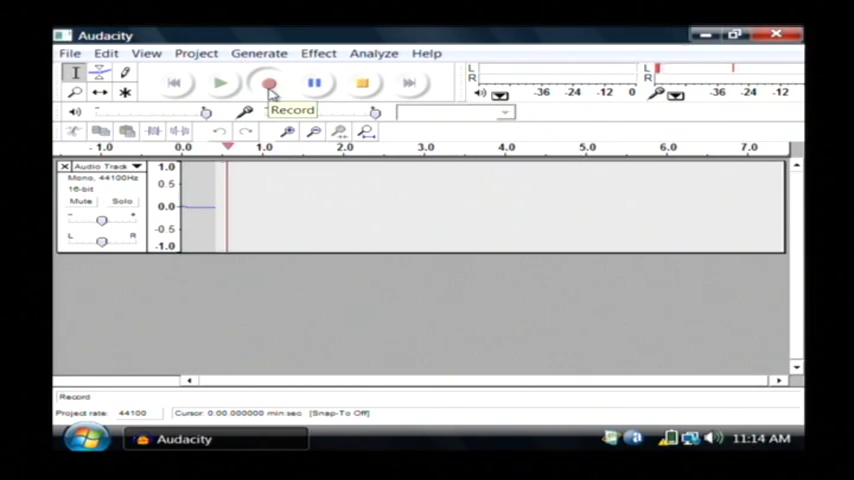 Audacity
File Edit View Project Generate Effect Analyze Help
L
R
-36 -24 -12 0
L
R
-36 -24 -12
Record
- 1.0 0.0 1.0 2.0 3.0 4.0 5.0 6.0 7.0
Audio Track
Mono, 44100Hz
16-bit
Mute Solo
- +
L R
1.0
0.5
0.0
-0.5
-1.0
Record
Project rate: 44100 Cursor: 0:00.000000 min:sec [Snap-To Off]
Audacity
11:14 AM